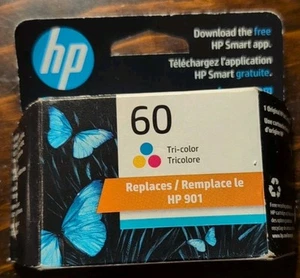 hp
Download the free
HP Smart app.
Téléchargez l'application
HP Smart gratuite.
60
Tri-color
Tricolore
Replaces / Remplace le
HP 901